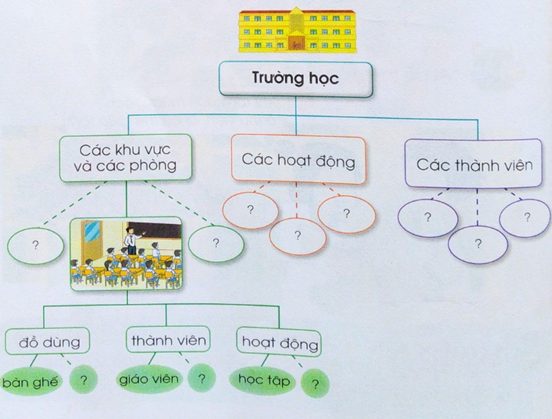 Trường học
Các khu vực
và các phòng
Các hoạt động
Các thành viên
?
?
?
?
?
?
?
?
đồ dùng
thành viên
hoạt động
bàn ghế
?
giáo viên
?
học tập
?